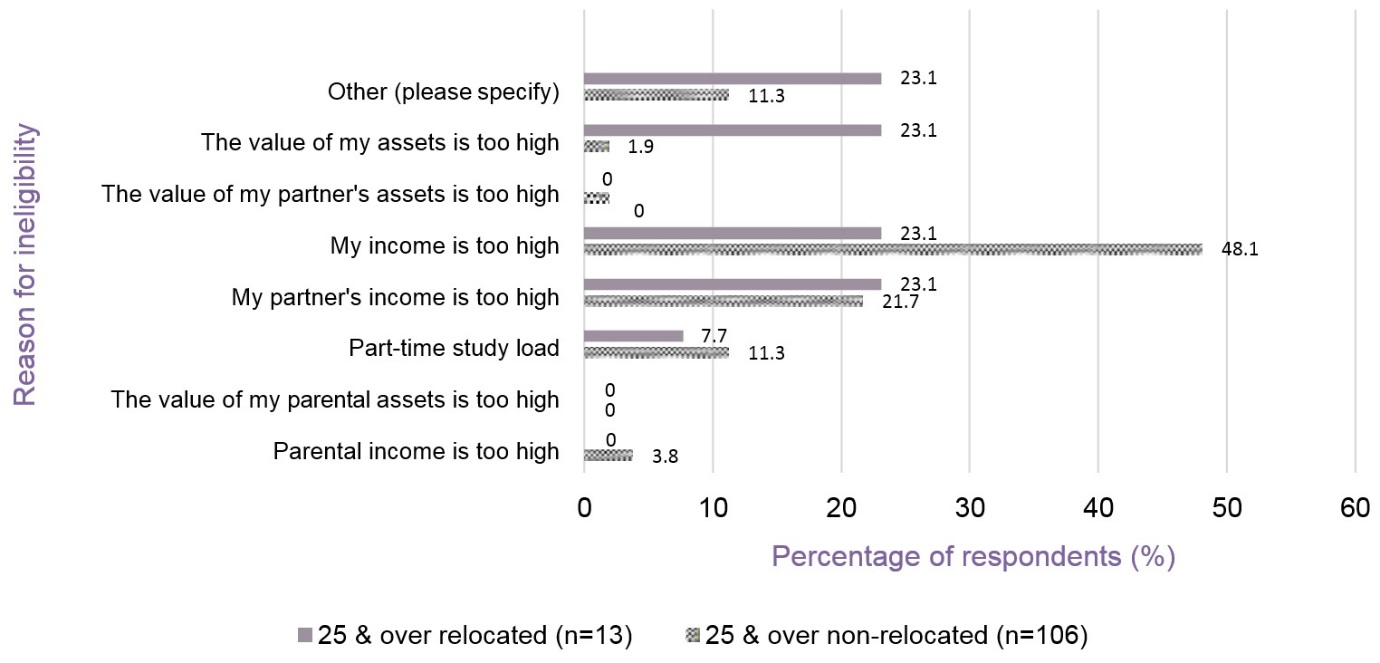 Reason for ineligibility
Other (please specify)
23.1
11.3
The value of my assets is too high
23.1
1.9
The value of my partner's assets is too high
0
0
My income is too high
23.1
48.1
My partner's income is too high
23.1
21.7
Part-time study load
7.7
11.3
The value of my parental assets is too high
0
0
Parental income is too high
0
3.8
0 10 20 30 40 50 60
Percentage of respondents (%)
25 & over relocated (n=13) 25 & over non-relocated (n=106)